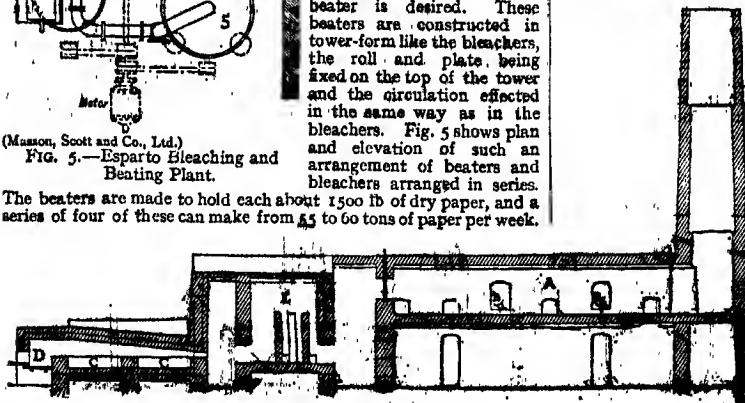 5
Motor
(Masson, Scott and Co., Ltd.)
FIG. 5.—Esparto Bleaching and
Beating Plant.
beater is desired. These
beaters are constructed in
tower-form like the bleachers,
the roll and plate being
fixed on the top of the tower
and the circulation effected
in the same way as in the
bleachers. Fig. 5 shows plan
and elevation of such an
arrangement of beaters and
bleachers arranged in series.
The beaters are made to hold each about 1500 lb of dry paper, and a
series of four of these can make from 55 to 60 tons of paper per week.
E
A
B
B
D
C
C